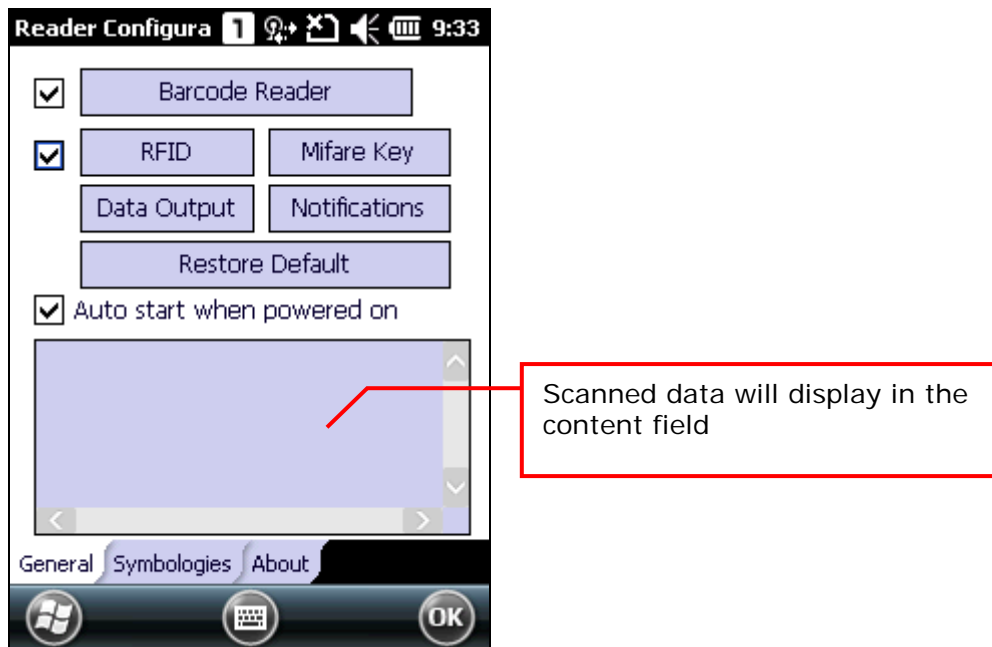 Reader Configura 1 9:33
Barcode Reader
RFID Mifare Key
Data Output Notifications
Restore Default
Auto start when powered on
Scanned data will display in the
content field
General Symbologies About
OK